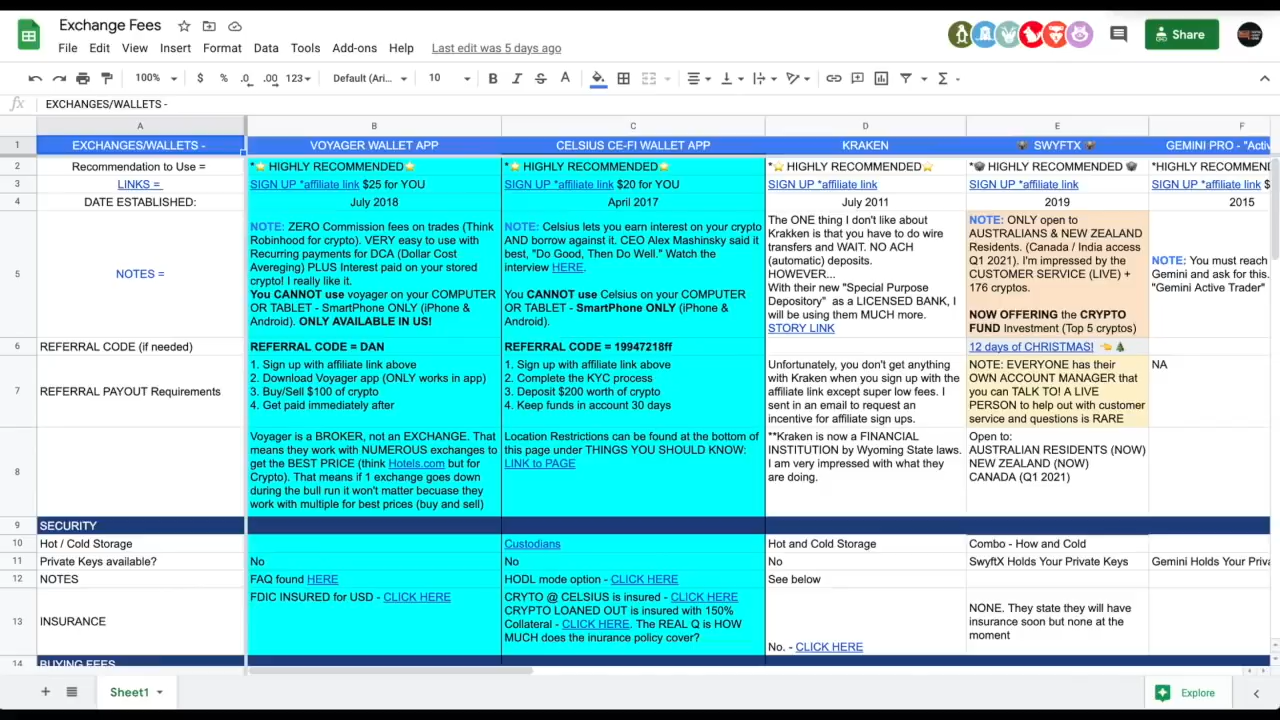 Exchange Fees
File Edit View Insert Format Data Tools Add-ons Help Last edit was 5 days ago
Share
100% $ % .0 .00 123 Default (Ari... 10 B I S A
fx EXCHANGES/WALLETS -
A B C D E F
1 EXCHANGES/WALLETS - VOYAGER WALLET APP CELSIUS CE-FI WALLET APP KRAKEN SWYFTX GEMINI PRO - "Activ
2 Recommendation to Use = *⭐ HIGHLY RECOMMENDED⭐ *⭐ HIGHLY RECOMMENDED⭐ *⭐ HIGHLY RECOMMENDED⭐ * HIGHLY RECOMMENDED *HIGHLY RECOMMEND
3 LINKS = SIGN UP *affiliate link $25 for YOU SIGN UP *affiliate link $20 for YOU SIGN UP *affiliate link SIGN UP *affiliate link SIGN UP *affiliate link $
4 DATE ESTABLISHED: July 2018 April 2017 July 2011 2019 2015
5 NOTES =
NOTE: ZERO Commission fees on trades (Think
Robinhood for crypto). VERY easy to use with
Recurring payments for DCA (Dollar Cost
Avereging) PLUS Interest paid on your stored
crypto! I really like it.
You CANNOT use voyager on your COMPUTER
OR TABLET - SmartPhone ONLY (iPhone &
Android). ONLY AVAILABLE IN US!
NOTE: Celsius lets you earn interest on your crypto
AND borrow against it. CEO Alex Mashinsky said it
best, "Do Good, Then Do Well." Watch the
interview HERE.
You CANNOT use Celsius on your COMPUTER
OR TABLET - SmartPhone ONLY (iPhone &
Android).
The ONE thing I don't like about
Krakken is that you have to do wire
transfers and WAIT. NO ACH
(automatic) deposits.
HOWEVER...
With their new "Special Purpose
Depository" as a LICENSED BANK, I
will be using them MUCH more.
STORY LINK
NOTE: ONLY open to
AUSTRALIANS & NEW ZEALAND
Residents. (Canada / India access
Q1 2021). I'm impressed by the
CUSTOMER SERVICE (LIVE) +
176 cryptos.
NOW OFFERING the CRYPTO
FUND Investment (Top 5 cryptos)
NOTE: You must reach
Gemini and ask for this.
"Gemini Active Trader"
6 REFERRAL CODE (if needed) REFERRAL CODE = DAN REFERRAL CODE = 19947218ff 12 days of CHRISTMAS!
7 REFERRAL PAYOUT Requirements
1. Sign up with affiliate link above
2. Download Voyager app (ONLY works in app)
3. Buy/Sell $100 of crypto
4. Get paid immediately after
1. Sign up with affiliate link above
2. Complete the KYC process
3. Deposit $200 worth of crypto
4. Keep funds in account 30 days
Unfortunately, you don't get anything
with Kraken when you sign up with the
affiliate link except super low fees. I
sent in an email to request an
incentive for affiliate sign ups.
NOTE: EVERYONE has their
OWN ACCOUNT MANAGER that
you can TALK TO! A LIVE
PERSON to help out with customer
service and questions is RARE
NA
8
Voyager is a BROKER, not an EXCHANGE. That
means they work with NUMEROUS exchanges to
get the BEST PRICE (think Hotels.com but for
Crypto). That means if 1 exchange goes down
during the bull run it won't matter becuase they
work with multiple for best prices (buy and sell)
Location Restrictions can be found at the bottom of
this page under THINGS YOU SHOULD KNOW:
LINK to PAGE
**Kraken is now a FINANCIAL
INSTITUTION by Wyoming State laws.
I am very impressed with what they
are doing.
Open to:
AUSTRALIAN RESIDENTS (NOW)
NEW ZEALAND (NOW)
CANADA (Q1 2021)
9 SECURITY
10 Hot / Cold Storage Custodians Hot and Cold Storage Combo - How and Cold
11 Private Keys available? No No No SwyftX Holds Your Private Keys Gemini Holds Your Priva
12 NOTES FAQ found HERE HODL mode option - CLICK HERE See below
13 INSURANCE
FDIC INSURED for USD - CLICK HERE
CRYTO @ CELSIUS is insured - CLICK HERE
CRYPTO LOANED OUT is insured with 150%
Collateral - CLICK HERE. The REAL Q is HOW
MUCH does the inurance policy cover?
No. - CLICK HERE
NONE. They state they will have
insurance soon but none at the
moment
14 BUYING FEES
Sheet1
Explore